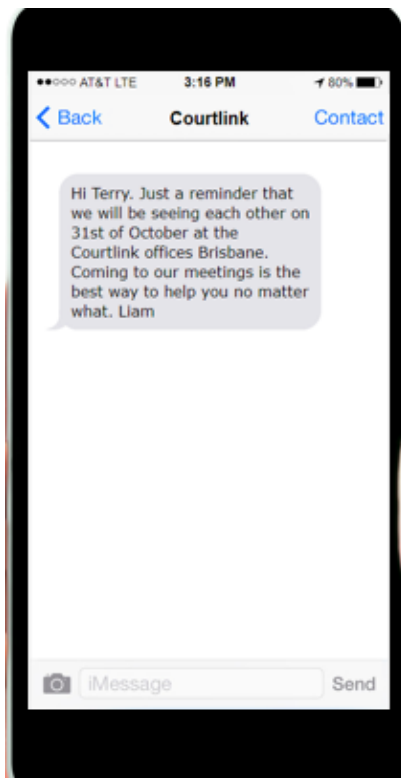 AT&T LTE 3:16 PM 80%
Back Courtlink Contact
Hi Terry. Just a reminder that
we will be seeing each other on
31st of October at the
Courtlink offices Brisbane.
Coming to our meetings is the
best way to help you no matter
what. Liam
iMessage Send